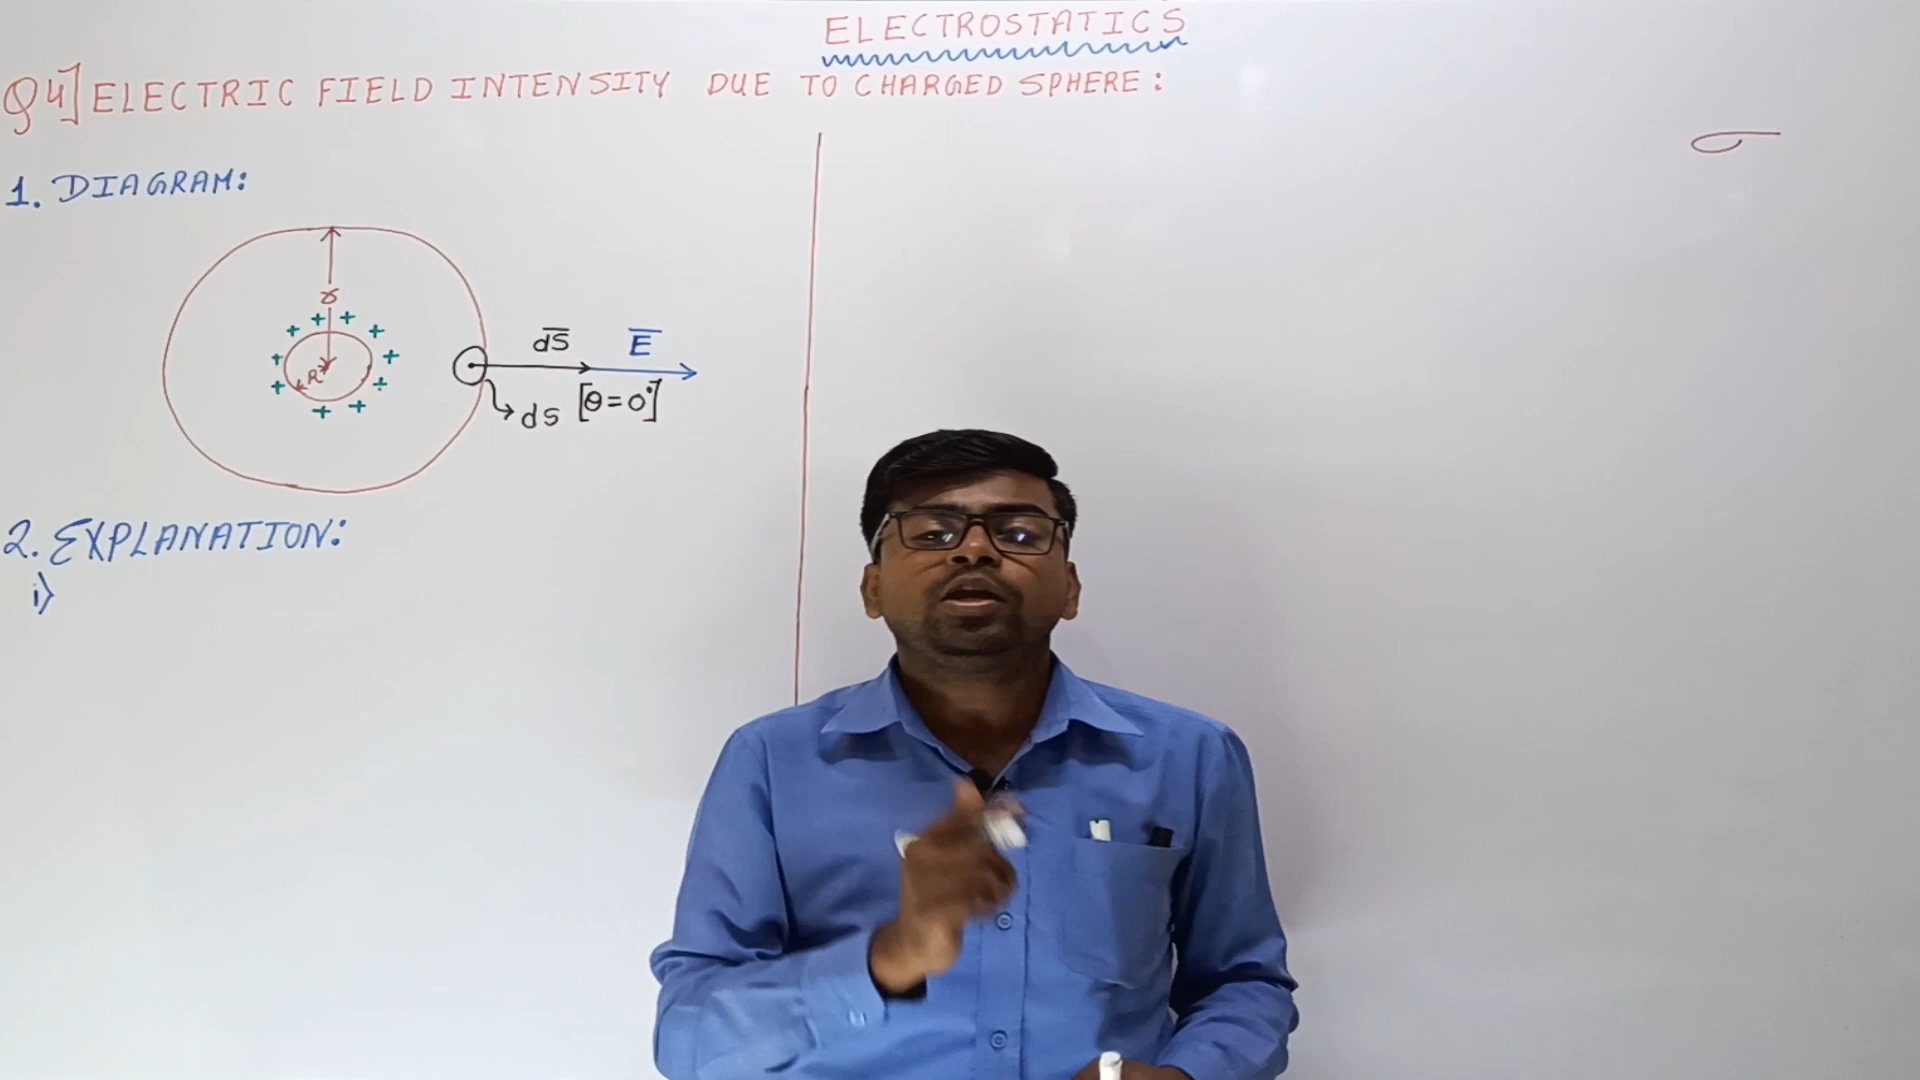 ELECTROSTATICS
Q4] ELECTRIC FIELD INTENSITY DUE TO CHARGED SPHERE:
σ
1. DIAGRAM:
r
+ + + + + + + + + + +
R
dS E
[θ=0°]
ds
2. EXPLANATION:
i)